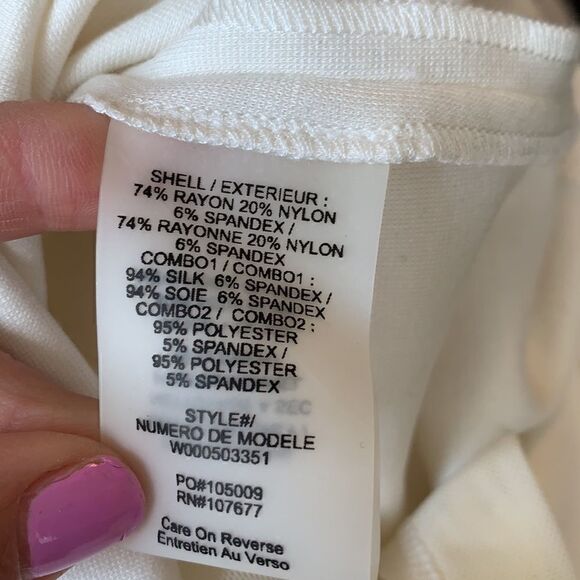 SHELL / EXTERIEUR :
74% RAYON 20% NYLON
6% SPANDEX /
74% RAYONNE 20% NYLON
6% SPANDEX
COMBO1 / COMBO1 :
94% SILK 6% SPANDEX /
94% SOIE 6% SPANDEX
COMBO2 / COMBO2 :
95% POLYESTER
5% SPANDEX /
95% POLYESTER
5% SPANDEX
STYLE#/
NUMERO DE MODELE
W000503351
PO#105009
RN#107677
Care On Reverse
Entretien Au Verso